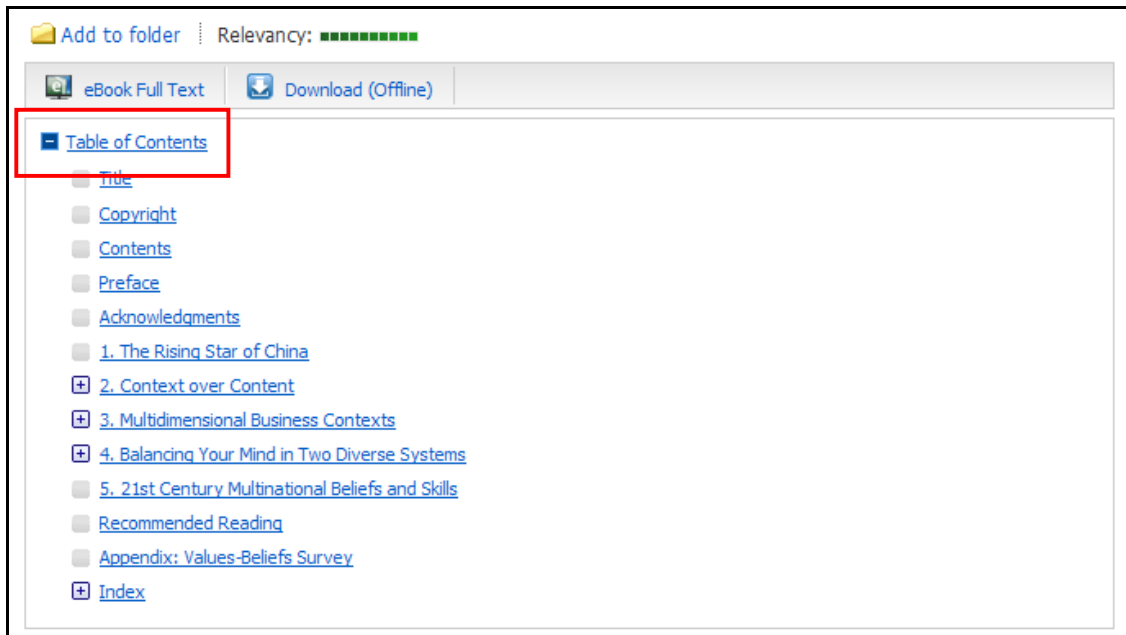 Add to folder Relevancy:
eBook Full Text Download (Offline)
Table of Contents
Title
Copyright
Contents
Preface
Acknowledgments
1. The Rising Star of China
2. Context over Content
3. Multidimensional Business Contexts
4. Balancing Your Mind in Two Diverse Systems
5. 21st Century Multinational Beliefs and Skills
Recommended Reading
Appendix: Values-Beliefs Survey
Index